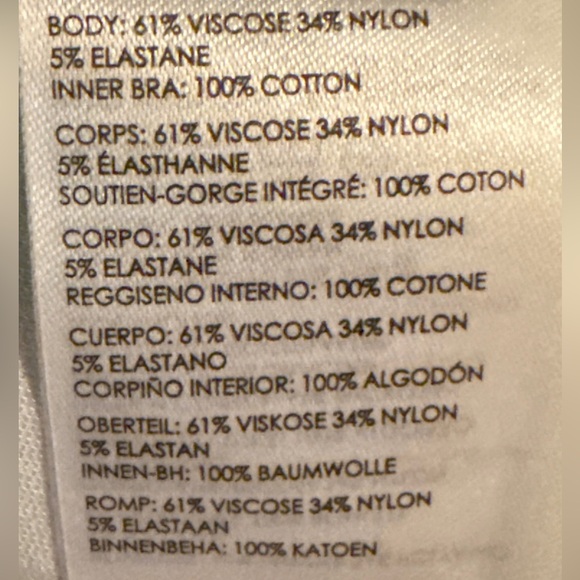 BODY: 61% VISCOSE 34% NYLON
5% ELASTANE
INNER BRA: 100% COTTON
CORPS: 61% VISCOSE 34% NYLON
5% ÉLASTHANNE
SOUTIEN-GORGE INTÉGRÉ: 100% COTON
CORPO: 61% VISCOSA 34% NYLON
5% ELASTANE
REGGISENO INTERNO: 100% COTONE
CUERPO: 61% VISCOSA 34% NYLON
5% ELASTANO
CORPIÑO INTERIOR: 100% ALGODÓN
OBERTEIL: 61% VISKOSE 34% NYLON
5% ELASTAN
INNEN-BH: 100% BAUMWOLLE
ROMP: 61% VISCOSE 34% NYLON
5% ELASTAAN
BINNENBEHA: 100% KATOEN